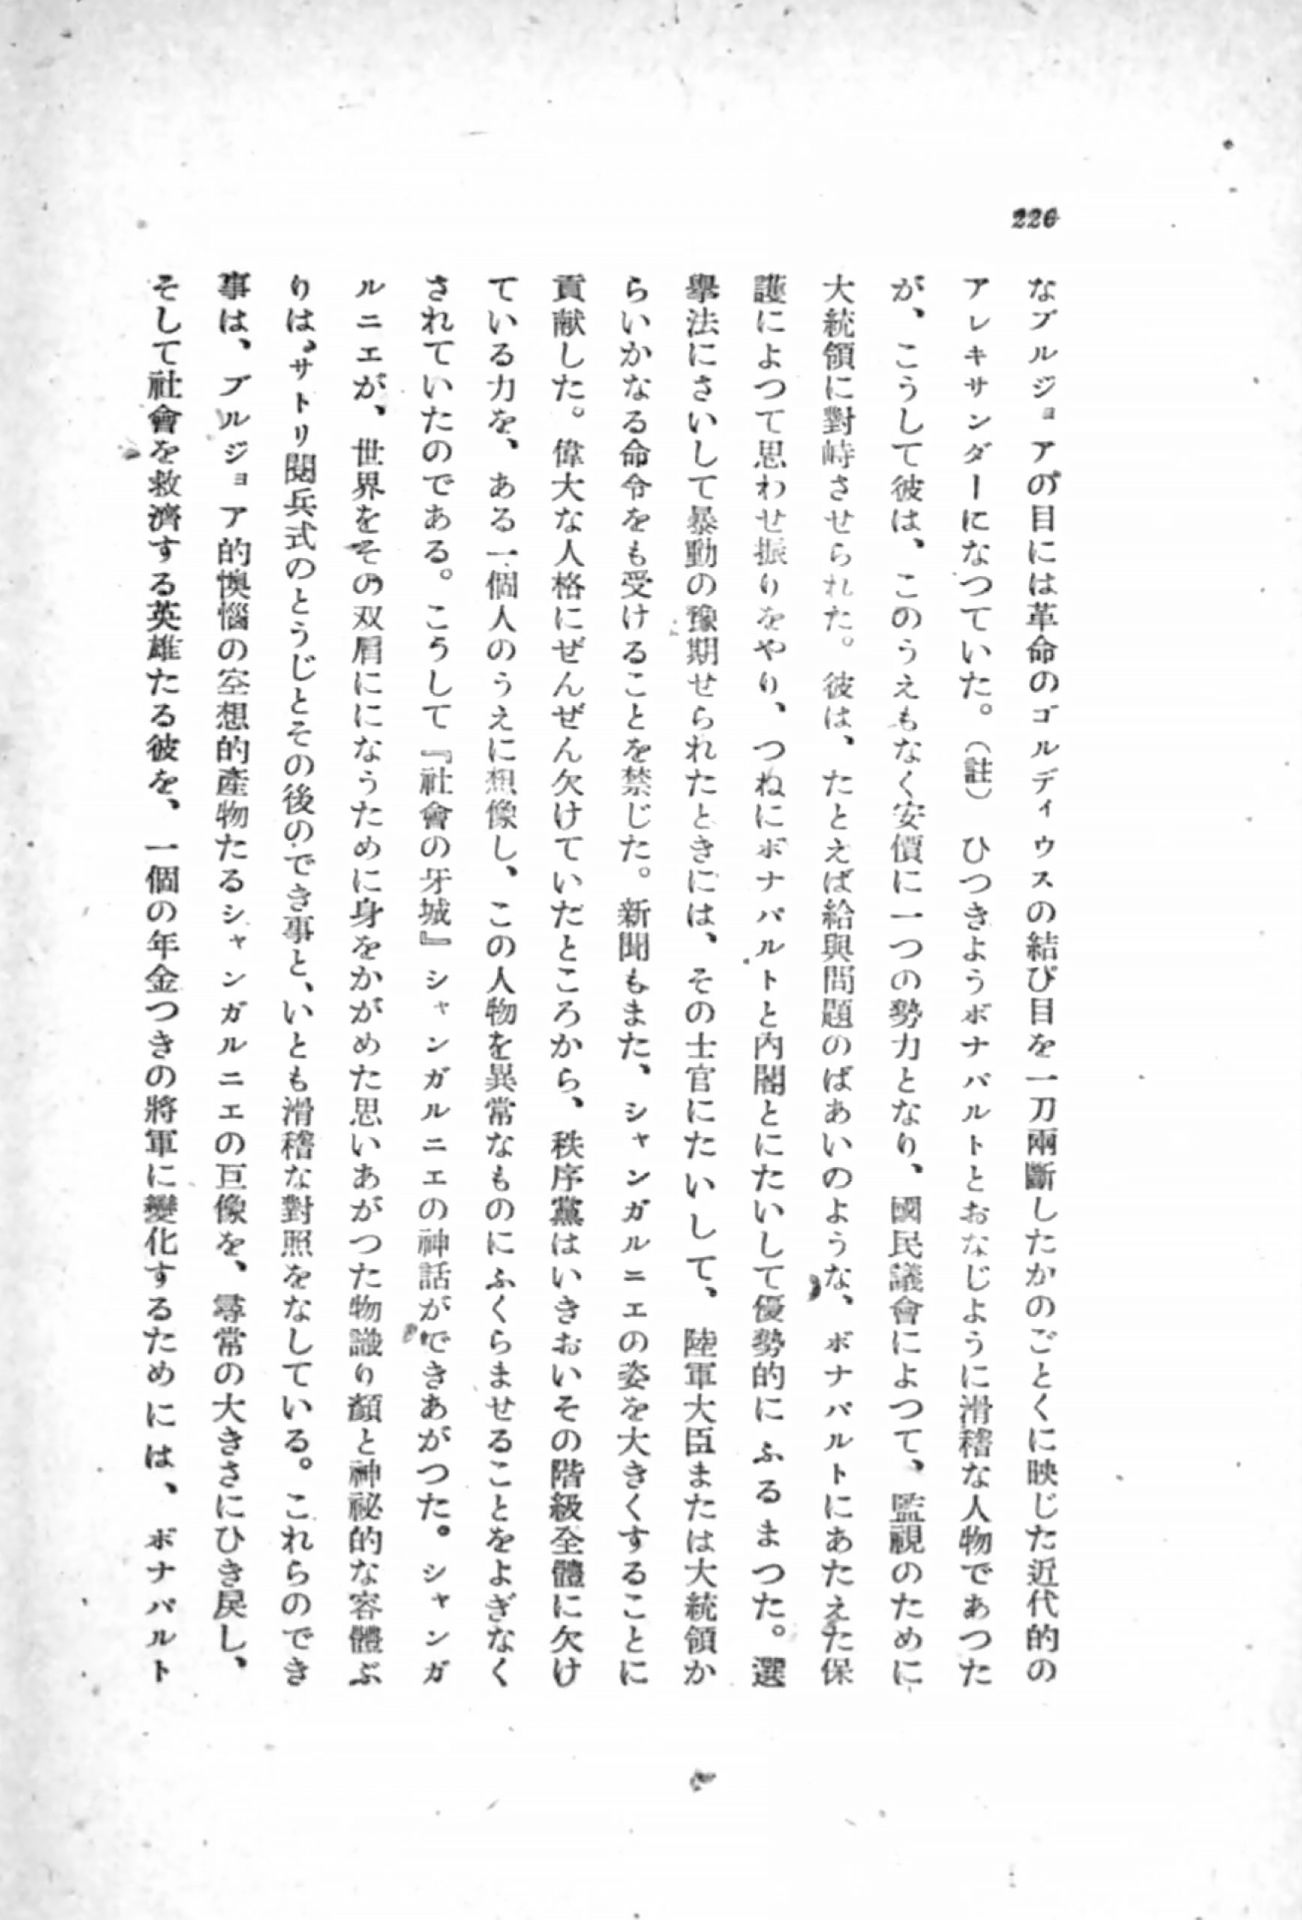 226
なブルジョアの目には革命のゴルディウスの結び目を一刀兩斷したかのごとくに映じた近代的の
アレキサンダーになつていた。（註）　ひつきようボナパルトとおなじように滑稽な人物であつた
が、こうして彼は、このうえもなく安價に一つの勢力となり、國民議會によつて、監視のために
大統領に對峙させられた。彼は、たとえば給與問題のばあいのような、ボナパルトにあたえた保
護によつて思わせ振りをやり、つねにボナパルトと內閣とにたいして優勢的にふるまつた。選
擧法にさいして暴動の豫期せられたときには、その士官にたいして、陸軍大臣または大統領か
らいかなる命令をも受けることを禁じた。新聞もまた、シャンガルニエの姿を大きくすることに
貢献した。偉大な人格にぜんぜん欠けていたところから、秩序黨はいきおいその階級全體に欠け
ている力を、ある一個人のうえに想像し、この人物を異常なものにふくらませることをよぎなく
されていたのである。こうして『社會の牙城』シャンガルニエの神話ができあがつた。シャンガ
ルニエが、世界をその双肩にになうために身をかがめた思いあがつた物識り顏と神祕的な容體ぶ
りは、サトリ閱兵式のとうじとその後のでき事と、いとも滑稽な對照をなしている。これらのでき
事は、ブルジョア的懊惱の空想的產物たるシャンガルニエの巨像を、尋常の大きさにひき戾し、
そして社會を救濟する英雄たる彼を、一個の年金つきの將軍に變化するためには、ボナパルト